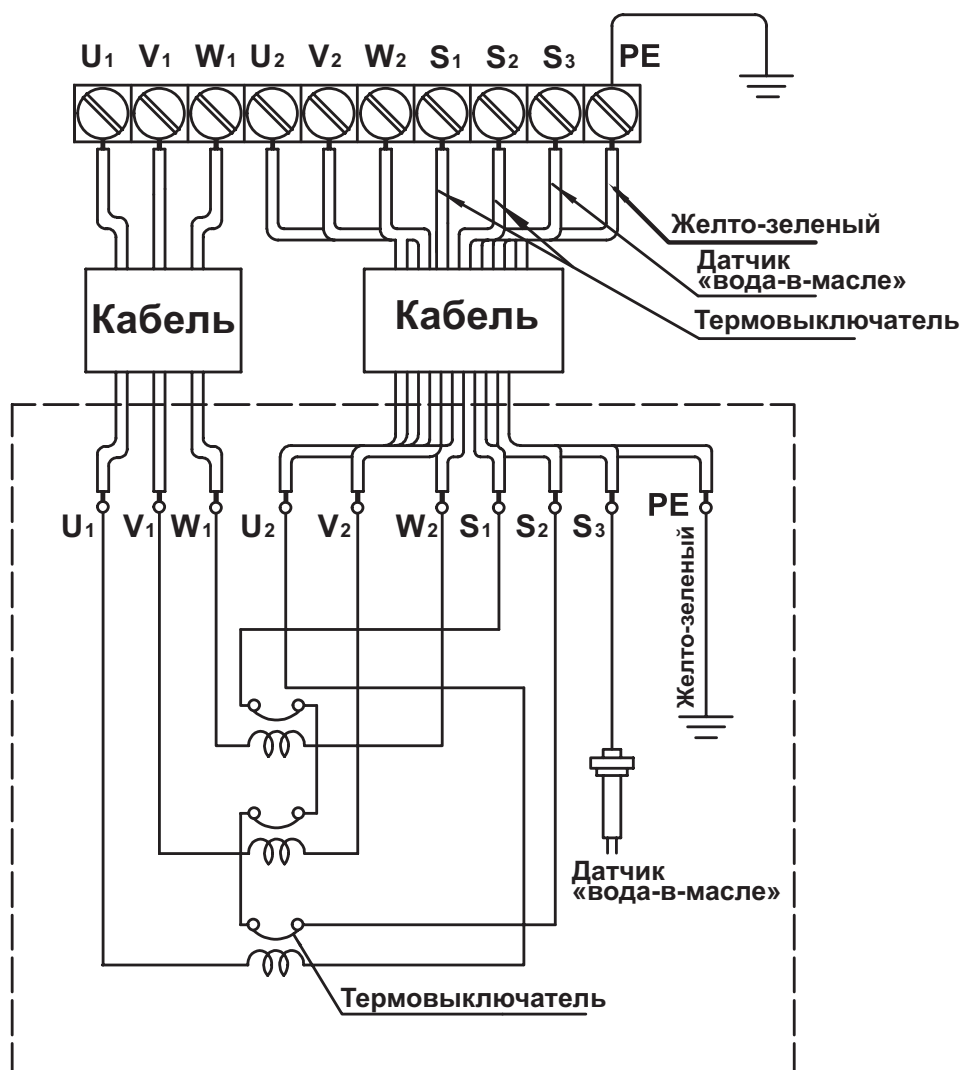 U1 V1 W1 U2 V2 W2 S1 S2 S3 PE
Желто-зеленый
Датчик
«вода-в-масле»
Термовыключатель
Кабель Кабель
U1 V1 W1 U2 V2 W2 S1 S2 S3 PE
Желто-зеленый
Датчик
«вода-в-масле»
Термовыключатель